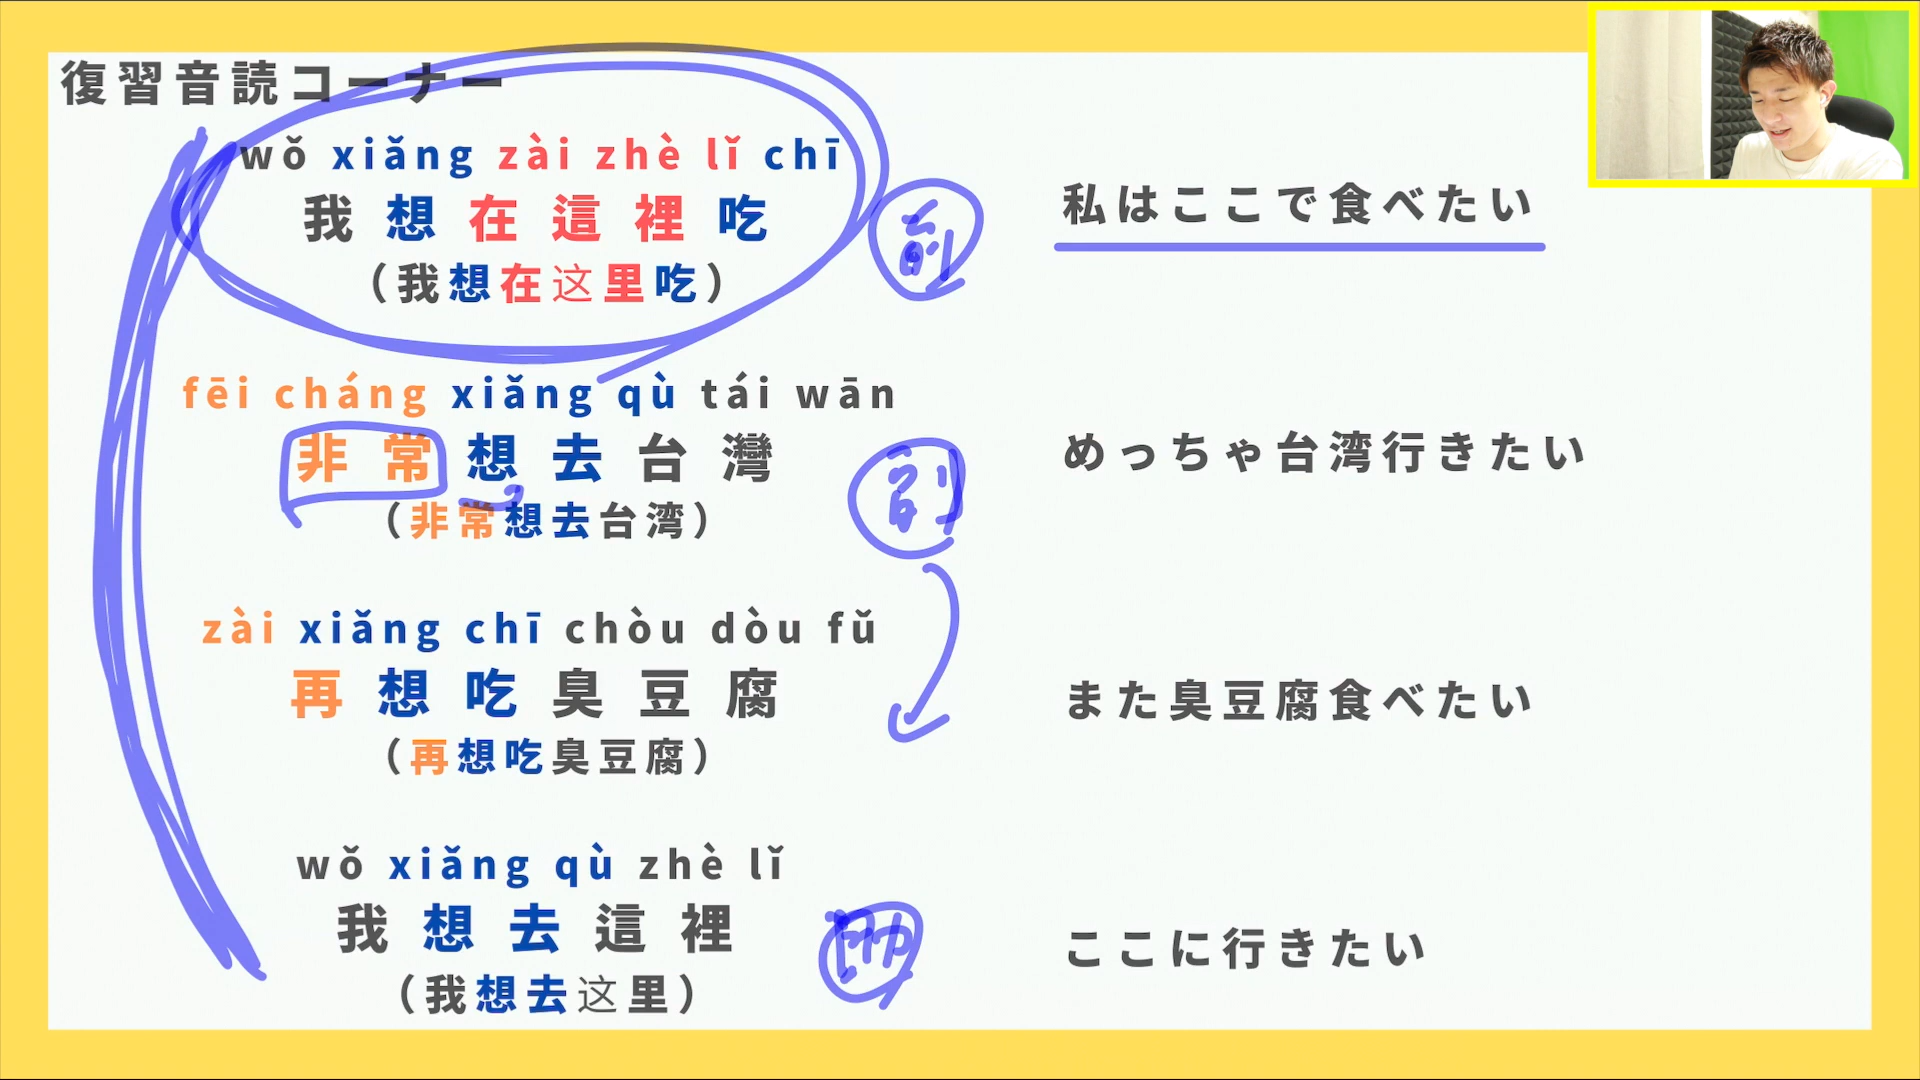 復習音読コーナー
wǒ xiǎng zài zhè lǐ chī
我想在這裡吃
（我想在这里吃）
私はここで食べたい
fēi cháng xiǎng qù tái wān
非常想去台灣
（非常想去台湾）
めっちゃ台湾行きたい
zài xiǎng chī chòu dòu fǔ
再想吃臭豆腐
（再想吃臭豆腐）
また臭豆腐食べたい
wǒ xiǎng qù zhè lǐ
我想去這裡
（我想去这里）
ここに行きたい